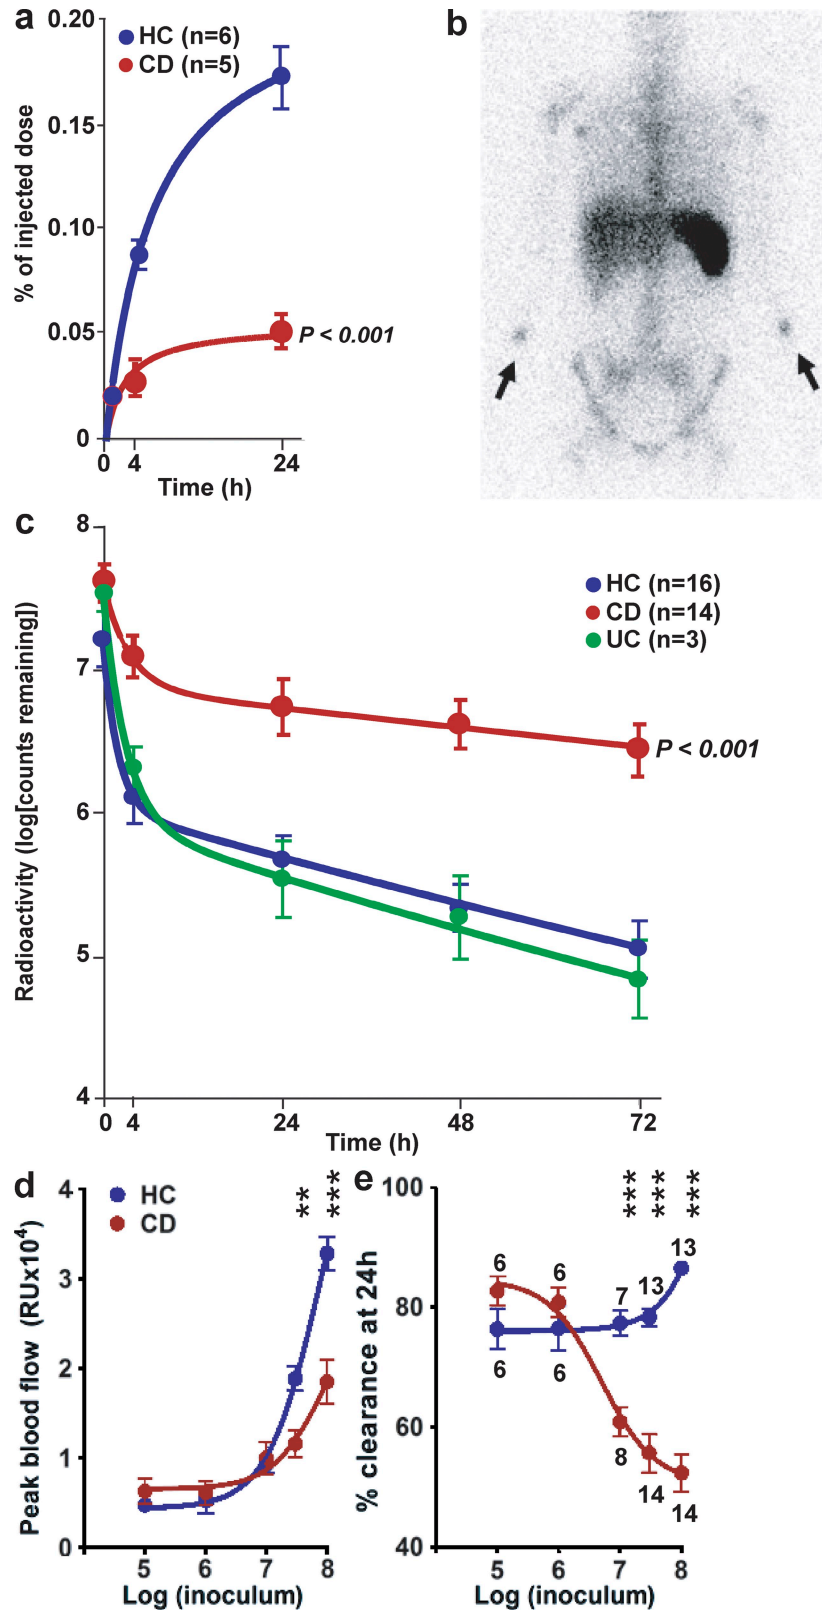 a
0.20
HC (n=6)
CD (n=5)
0.15
0.10
0.05
0
% of injected dose
P < 0.001
0 4 24
Time (h)
b
c
8
7
6
5
4
Radioactivity (log[counts remaining])
HC (n=16)
CD (n=14)
UC (n=3)
P < 0.001
0 4 24 48 72
Time (h)
d
4
3
2
1
0
Peak blood flow (RUx10⁴)
HC
CD
** ***
5 6 7 8
Log (inoculum)
e
100
80
60
40
% clearance at 24h
*** *** ***
6 6 7 13 13
6 6 8 14 14
5 6 7 8
Log (inoculum)